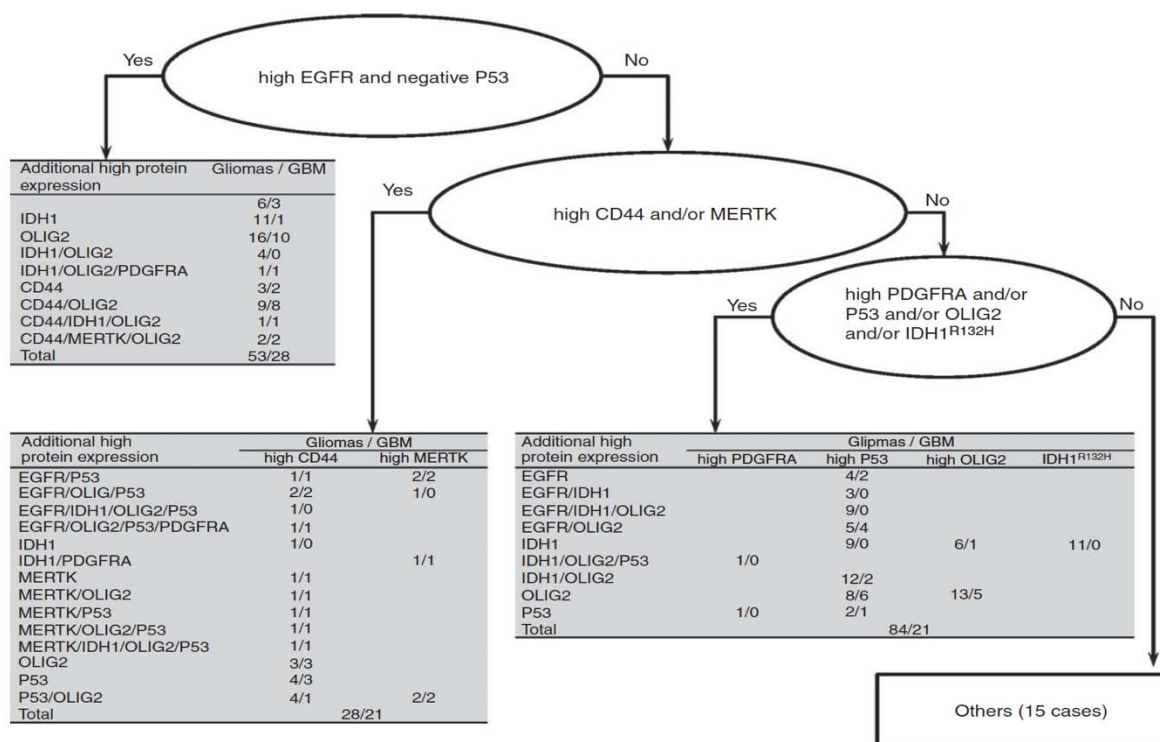 Yes
high EGFR and negative P53
No
Additional high protein expression Gliomas / GBM
6/3
IDH1 11/1
OLIG2 16/10
IDH1/OLIG2 4/0
IDH1/OLIG2/PDGFRA 1/1
CD44 3/2
CD44/OLIG2 9/8
CD44/IDH1/OLIG2 1/1
CD44/MERTK/OLIG2 2/2
Total 53/28
Yes
high CD44 and/or MERTK
No
Yes
high PDGFRA and/or
P53 and/or OLIG2
and/or IDH1R132H
No
Additional high protein expression Gliomas / GBM
high CD44 high MERTK
EGFR/P53 1/1 2/2
EGFR/OLIG/P53 2/2 1/0
EGFR/IDH1/OLIG2/P53 1/0
EGFR/OLIG2/P53/PDGFRA 1/1
IDH1 1/0
IDH1/PDGFRA 1/1
MERTK 1/1
MERTK/OLIG2 1/1
MERTK/P53 1/1
MERTK/OLIG2/P53 1/1
MERTK/IDH1/OLIG2/P53 1/1
OLIG2 3/3
P53 4/3
P53/OLIG2 4/1 2/2
Total 28/21
Additional high protein expression Glipmas / GBM
high PDGFRA high P53 high OLIG2 IDH1R132H
EGFR 4/2
EGFR/IDH1 3/0
EGFR/IDH1/OLIG2 9/0
EGFR/OLIG2 5/4
IDH1 9/0 6/1 11/0
IDH1/OLIG2/P53 1/0
IDH1/OLIG2 12/2
OLIG2 8/6 13/5
P53 1/0 2/1
Total 84/21
Others (15 cases)